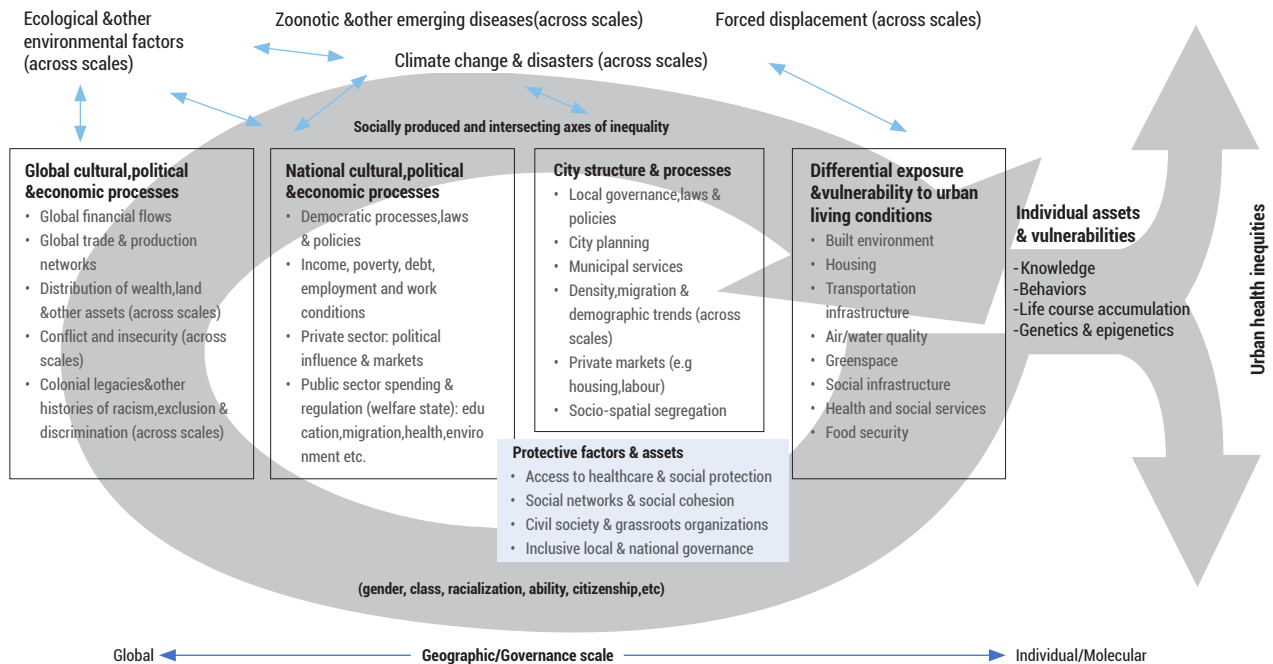 Ecological &other
environmental factors
(across scales)
Zoonotic &other emerging diseases(across scales)
Forced displacement (across scales)
Climate change & disasters (across scales)
Socially produced and intersecting axes of inequality
Global cultural,political
&economic processes
• Global financial flows
• Global trade & production
networks
• Distribution of wealth,land
&other assets (across scales)
• Conflict and insecurity (across
scales)
• Colonial legacies&other
histories of racism,exclusion &
discrimination (across scales)
National cultural,political
&economic processes
• Democratic processes,laws
& policies
• Income, poverty, debt,
employment and work
conditions
• Private sector: political
influence & markets
• Public sector spending &
regulation (welfare state): edu
cation,migration,health,enviro
nment etc.
City structure & processes
• Local governance,laws &
policies
• City planning
• Municipal services
• Density,migration &
demographic trends (across
scales)
• Private markets (e.g
housing,labour)
• Socio-spatial segregation
Protective factors & assets
• Access to healthcare & social protection
• Social networks & social cohesion
• Civil society & grassroots organizations
• Inclusive local & national governance
Differential exposure
&vulnerability to urban
living conditions
• Built environment
• Housing
• Transportation
infrastructure
• Air/water quality
• Greenspace
• Social infrastructure
• Health and social services
• Food security
Individual assets
& vulnerabilities
-Knowledge
-Behaviors
-Life course accumulation
-Genetics & epigenetics
Urban health inequities
(gender, class, racialization, ability, citizenship,etc)
Global
Geographic/Governance scale
Individual/Molecular